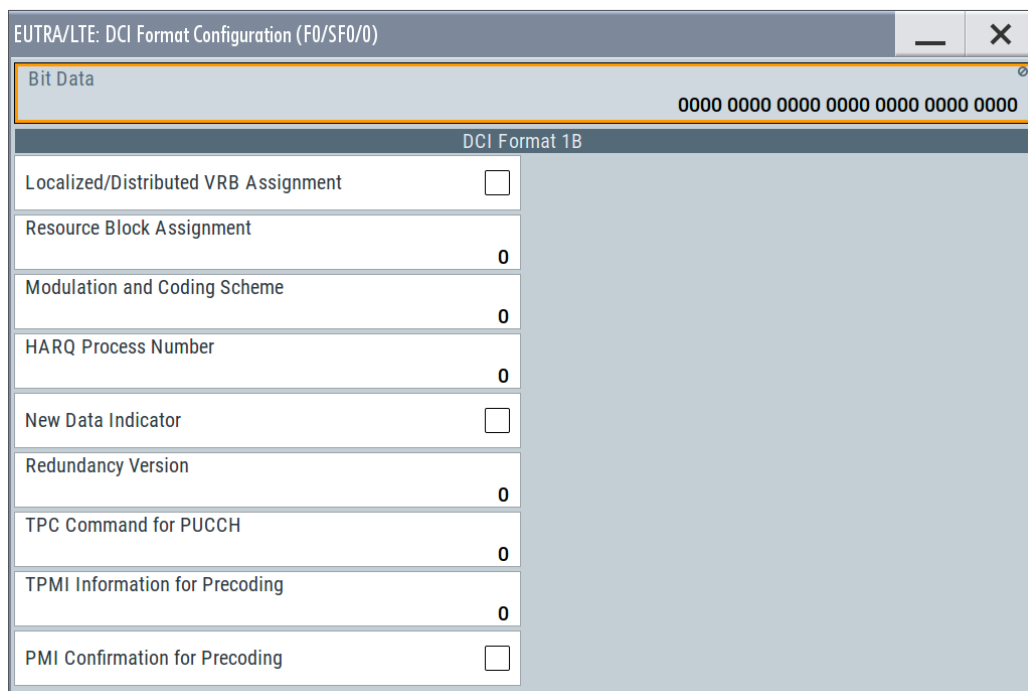 EUTRA/LTE: DCI Format Configuration (F0/SF0/0)
Bit Data
0000 0000 0000 0000 0000 0000 0000
DCI Format 1B
Localized/Distributed VRB Assignment
Resource Block Assignment
0
Modulation and Coding Scheme
0
HARQ Process Number
0
New Data Indicator
Redundancy Version
0
TPC Command for PUCCH
0
TPMI Information for Precoding
0
PMI Confirmation for Precoding